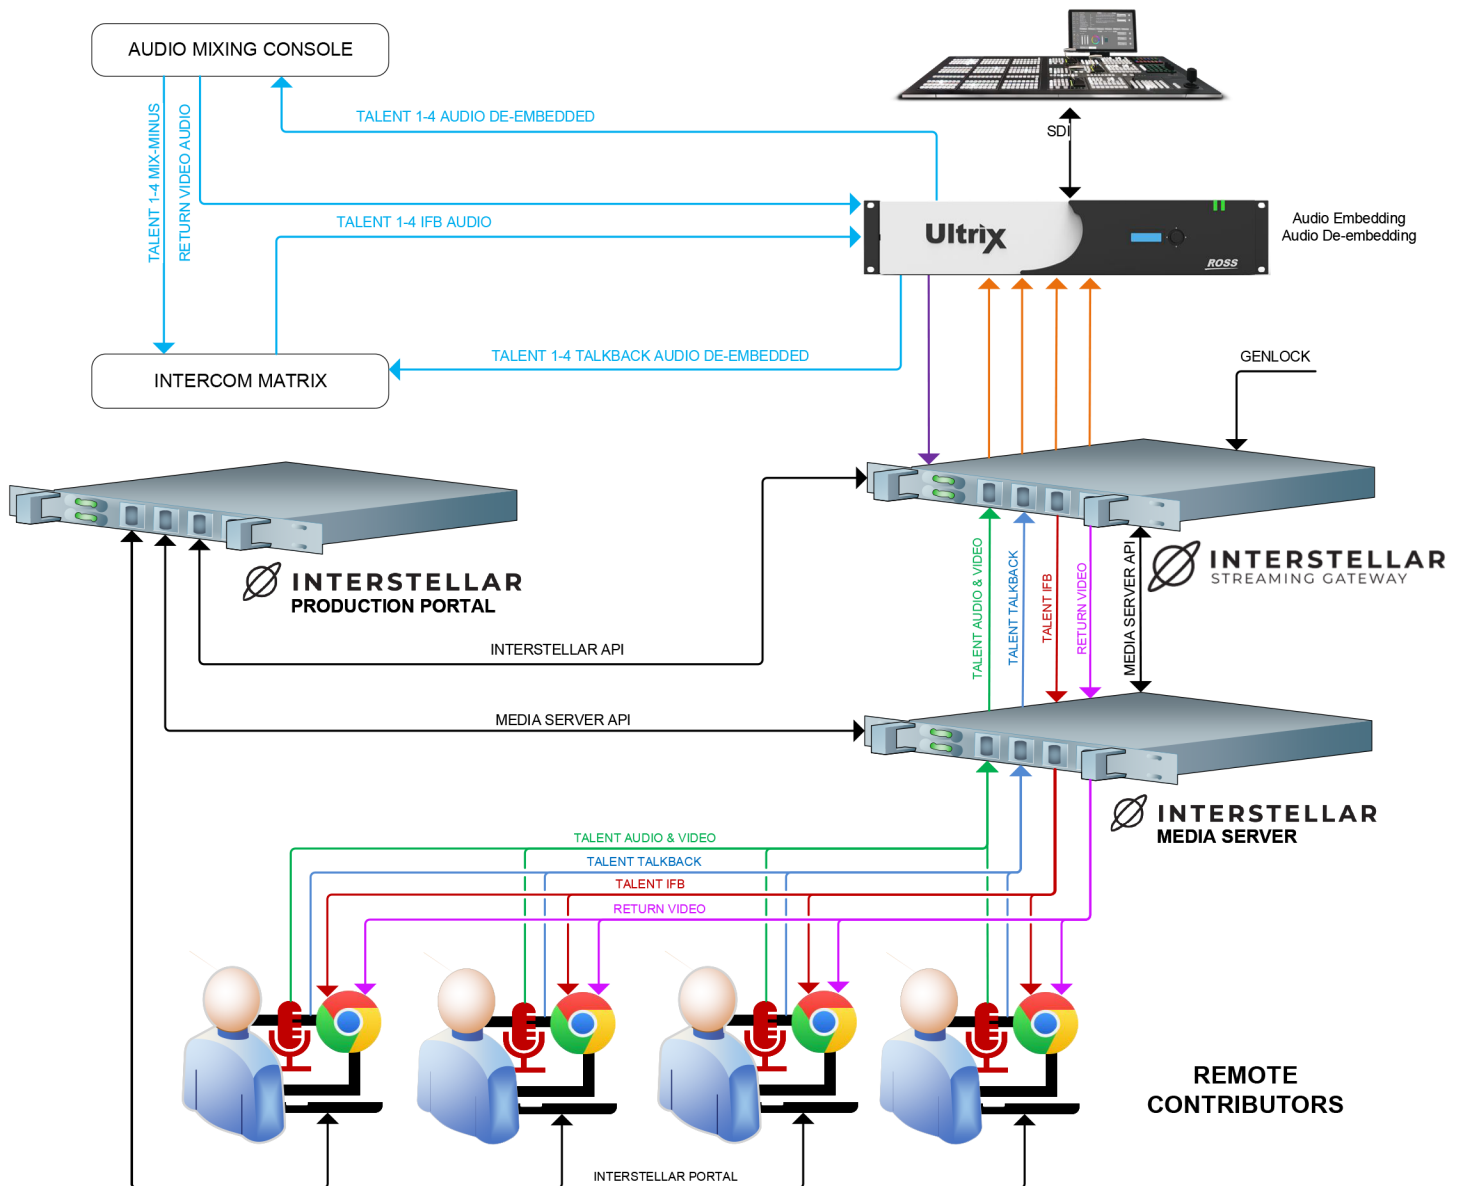 AUDIO MIXING CONSOLE
TALENT 1-4 AUDIO DE-EMBEDDED
SDI
TALENT 1-4 MIX-MINUS
RETURN VIDEO AUDIO
TALENT 1-4 IFB AUDIO
Ultrix
ROSS
Audio Embedding
Audio De-embedding
INTERCOM MATRIX
TALENT 1-4 TALKBACK AUDIO DE-EMBEDDED
GENLOCK
INTERSTELLAR
PRODUCTION PORTAL
INTERSTELLAR
STREAMING GATEWAY
TALENT AUDIO & VIDEO
TALENT TALKBACK
TALENT IFB
RETURN VIDEO
MEDIA SERVER API
INTERSTELLAR API
MEDIA SERVER API
INTERSTELLAR
MEDIA SERVER
TALENT AUDIO & VIDEO
TALENT TALKBACK
TALENT IFB
RETURN VIDEO
REMOTE
CONTRIBUTORS
INTERSTELLAR PORTAL